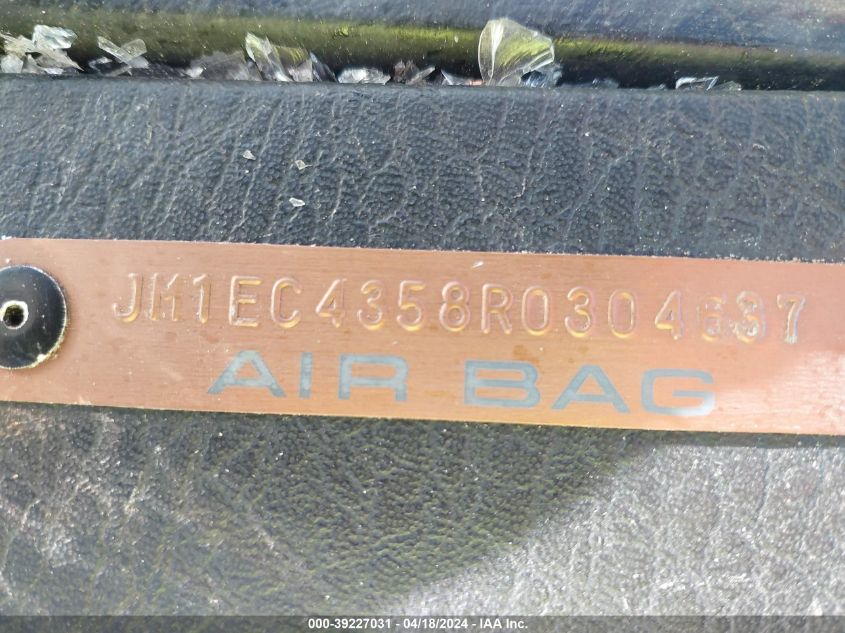 JM1EC4358R0304637
AIR BAG
000-39227031 - 04/18/2024 - IAA Inc.